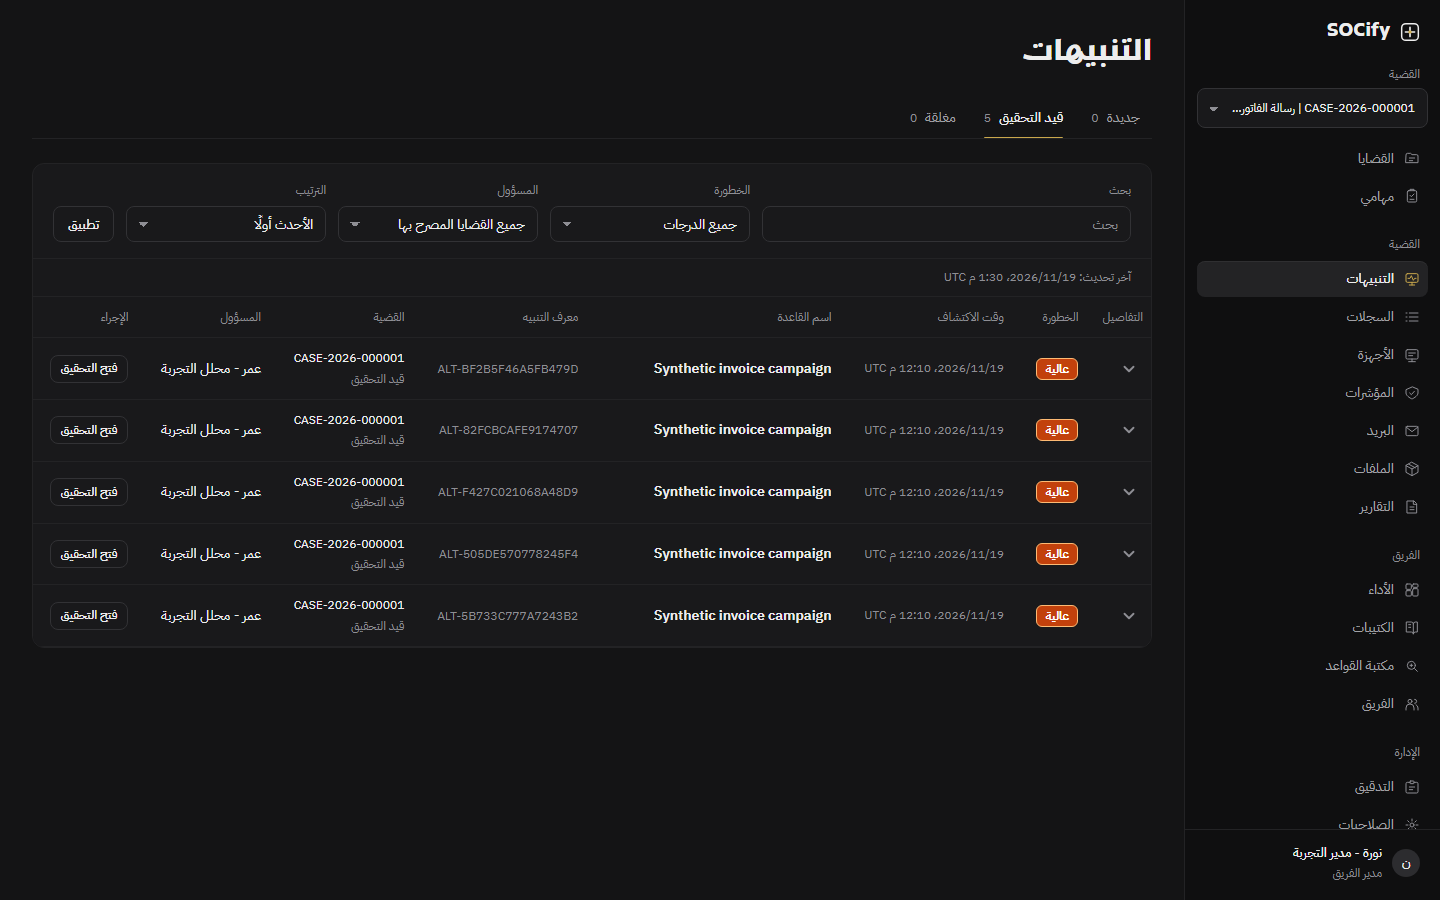 SOCify
القضية
CASE-2026-000001 | رسالة الفاتور...
القضايا
مهامي
القضية
التنبيهات
السجلات
الأجهزة
المؤشرات
البريد
الملفات
التقارير
الفريق
الأداء
الكتيبات
مكتبة القواعد
الفريق
الإدارة
التدقيق
الصلاحيات
ن
نورة - مدير التجربة
مدير الفريق
التنبيهات
جديدة 0 قيد التحقيق 5 مغلقة 0
بحث الخطورة المسؤول الترتيب
بحث جميع الدرجات جميع القضايا المصرح بها الأحدث أولًا تطبيق
آخر تحديث: 2026/11/19، 1:30 م UTC
التفاصيل الخطورة وقت الاكتشاف اسم القاعدة معرف التنبيه القضية المسؤول الإجراء
عالية 2026/11/19، 12:10 م UTC Synthetic invoice campaign ALT-BF2B5F46A5FB479D CASE-2026-000001 عمر - محلل التجربة فتح التحقيق
قيد التحقيق
عالية 2026/11/19، 12:10 م UTC Synthetic invoice campaign ALT-82FCBCAFE9174707 CASE-2026-000001 عمر - محلل التجربة فتح التحقيق
قيد التحقيق
عالية 2026/11/19، 12:10 م UTC Synthetic invoice campaign ALT-F427C021068A48D9 CASE-2026-000001 عمر - محلل التجربة فتح التحقيق
قيد التحقيق
عالية 2026/11/19، 12:10 م UTC Synthetic invoice campaign ALT-505DE570778245F4 CASE-2026-000001 عمر - محلل التجربة فتح التحقيق
قيد التحقيق
عالية 2026/11/19، 12:10 م UTC Synthetic invoice campaign ALT-5B733C777A7243B2 CASE-2026-000001 عمر - محلل التجربة فتح التحقيق
قيد التحقيق